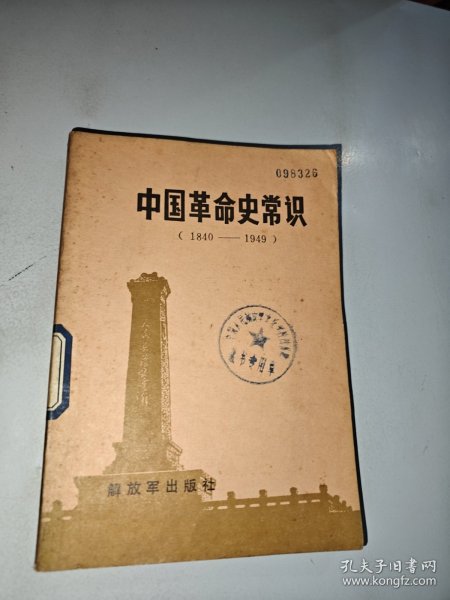 098326
中国革命史常识
( 1840 —— 1949 )
解放军出版社
孔夫子旧书网
www.kongfz.com